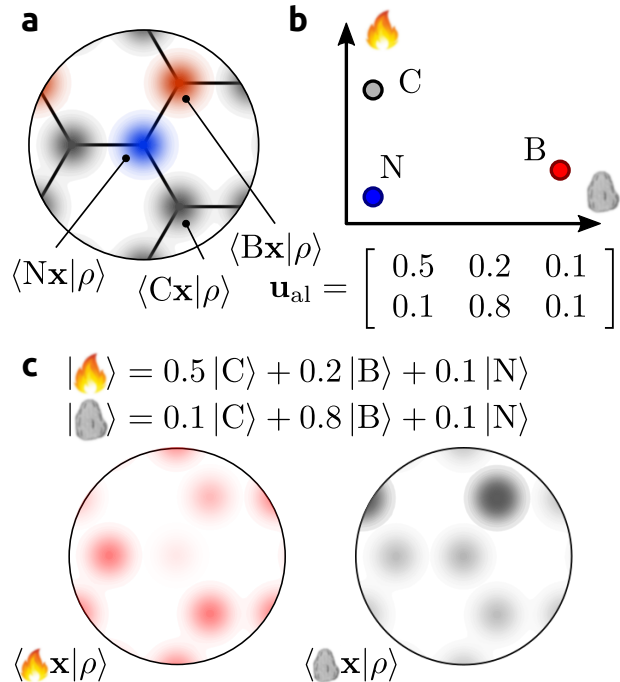 a
⟨Nx|ρ⟩
⟨Cx|ρ⟩
⟨Bx|ρ⟩
b
🔥
C
N
B
🪨
u_al = [ 0.5 0.2 0.1
0.1 0.8 0.1 ]
c
|🔥⟩ = 0.5 |C⟩ + 0.2 |B⟩ + 0.1 |N⟩
|🪨⟩ = 0.1 |C⟩ + 0.8 |B⟩ + 0.1 |N⟩
⟨🔥x|ρ⟩
⟨🪨x|ρ⟩